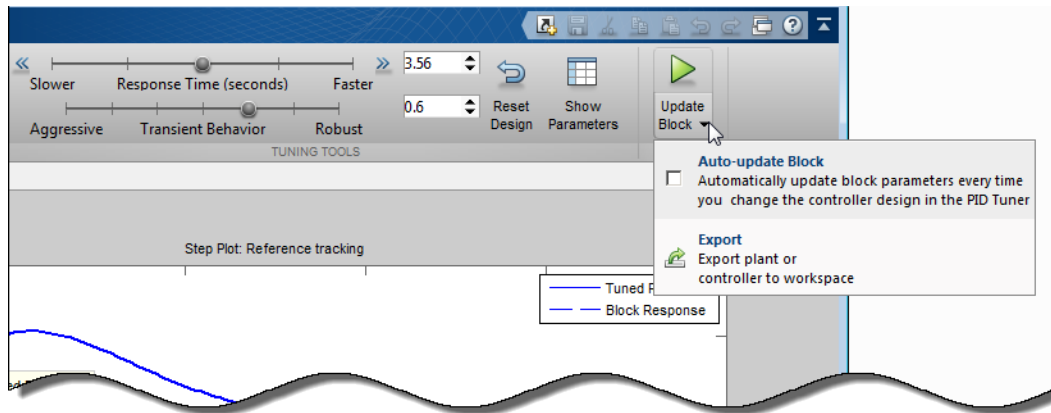 Slower Response Time (seconds) Faster 3.56
Aggressive Transient Behavior Robust 0.6
Reset
Design
Show
Parameters
Update
Block
TUNING TOOLS
Auto-update Block
Automatically update block parameters every time
you change the controller design in the PID Tuner
Export
Export plant or
controller to workspace
Step Plot: Reference tracking
Tuned
Block Response